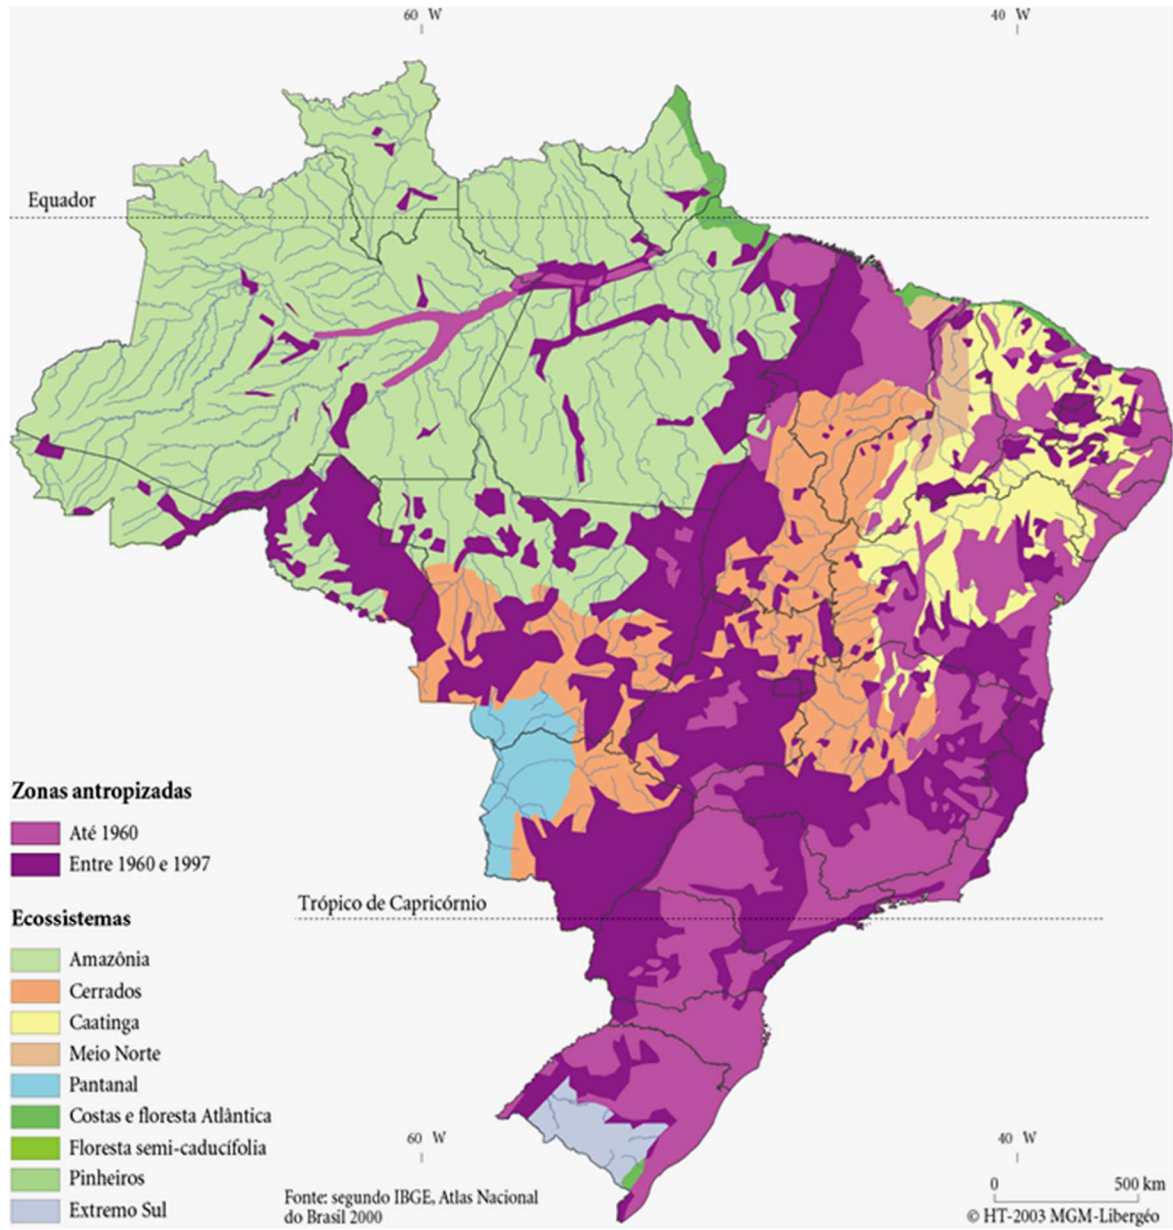 60 W
40 W
Equador
Zonas antropizadas
Até 1960
Entre 1960 e 1997
Trópico de Capricórnio
Ecossistemas
Amazônia
Cerrados
Caatinga
Meio Norte
Pantanal
Costas e floresta Atlântica
Floresta semi-caducífolia
Pinheiros
Extremo Sul
60 W
40 W
Fonte: segundo IBGE, Atlas Nacional
do Brasil 2000
0 500 km
© HT-2003 MGM-Libergéo